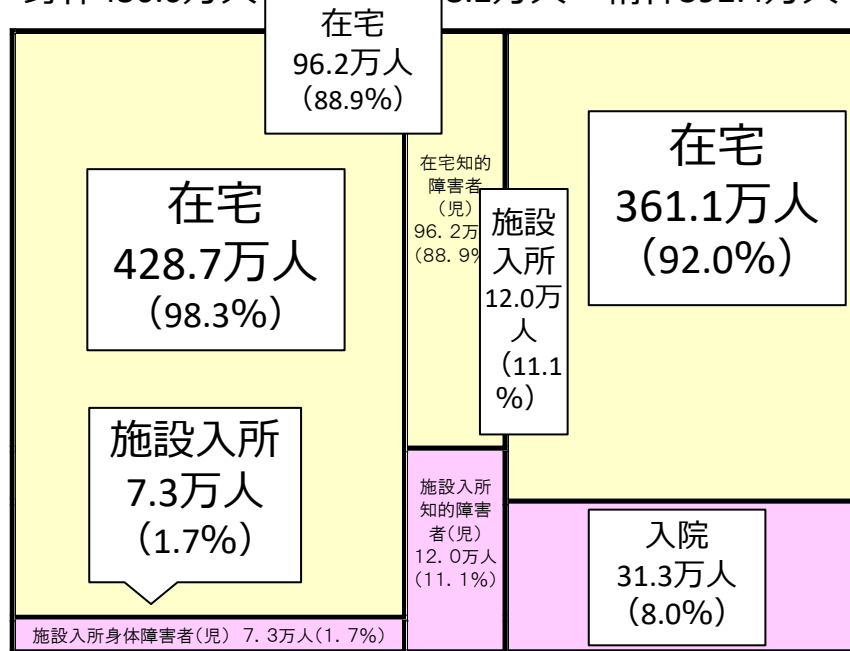 在宅
96.2万人
（88.9%）
在宅
428.7万人
（98.3%）
施設入所
7.3万人
（1.7%）
施設入所身体障害者(児) 7.3万人(1.7%)
在宅知的
障害者
（児）
96.2万
(88.9%
施設
入所
12.0万
人
（11.1
%）
施設入所
知的障害
者(児)
12.0万人
(11.1%)
在宅
361.1万人
（92.0%）
入院
31.3万人
（8.0%）